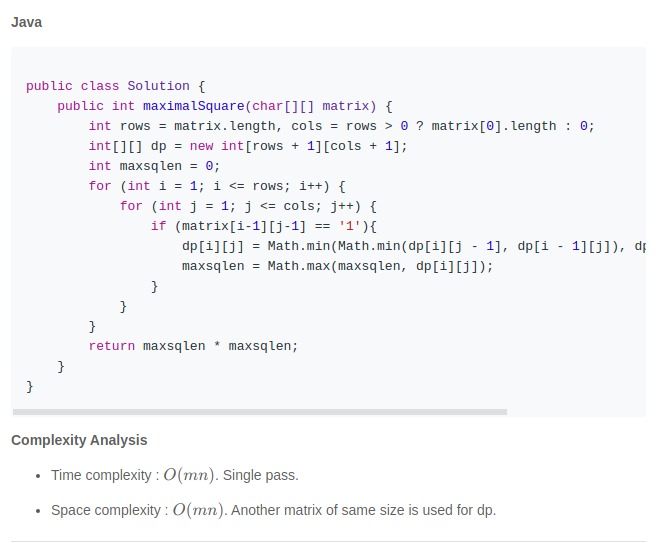 Java
public class Solution {
    public int maximalSquare(char[][] matrix) {
        int rows = matrix.length, cols = rows > 0 ? matrix[0].length : 0;
        int[][] dp = new int[rows + 1][cols + 1];
        int maxsqlen = 0;
        for (int i = 1; i <= rows; i++) {
            for (int j = 1; j <= cols; j++) {
                if (matrix[i-1][j-1] == '1'){
                    dp[i][j] = Math.min(Math.min(dp[i][j - 1], dp[i - 1][j]), dp
                    maxsqlen = Math.max(maxsqlen, dp[i][j]);
                }
            }
        }
        return maxsqlen * maxsqlen;
    }
}
Complexity Analysis
• Time complexity : O(mn). Single pass.
• Space complexity : O(mn). Another matrix of same size is used for dp.